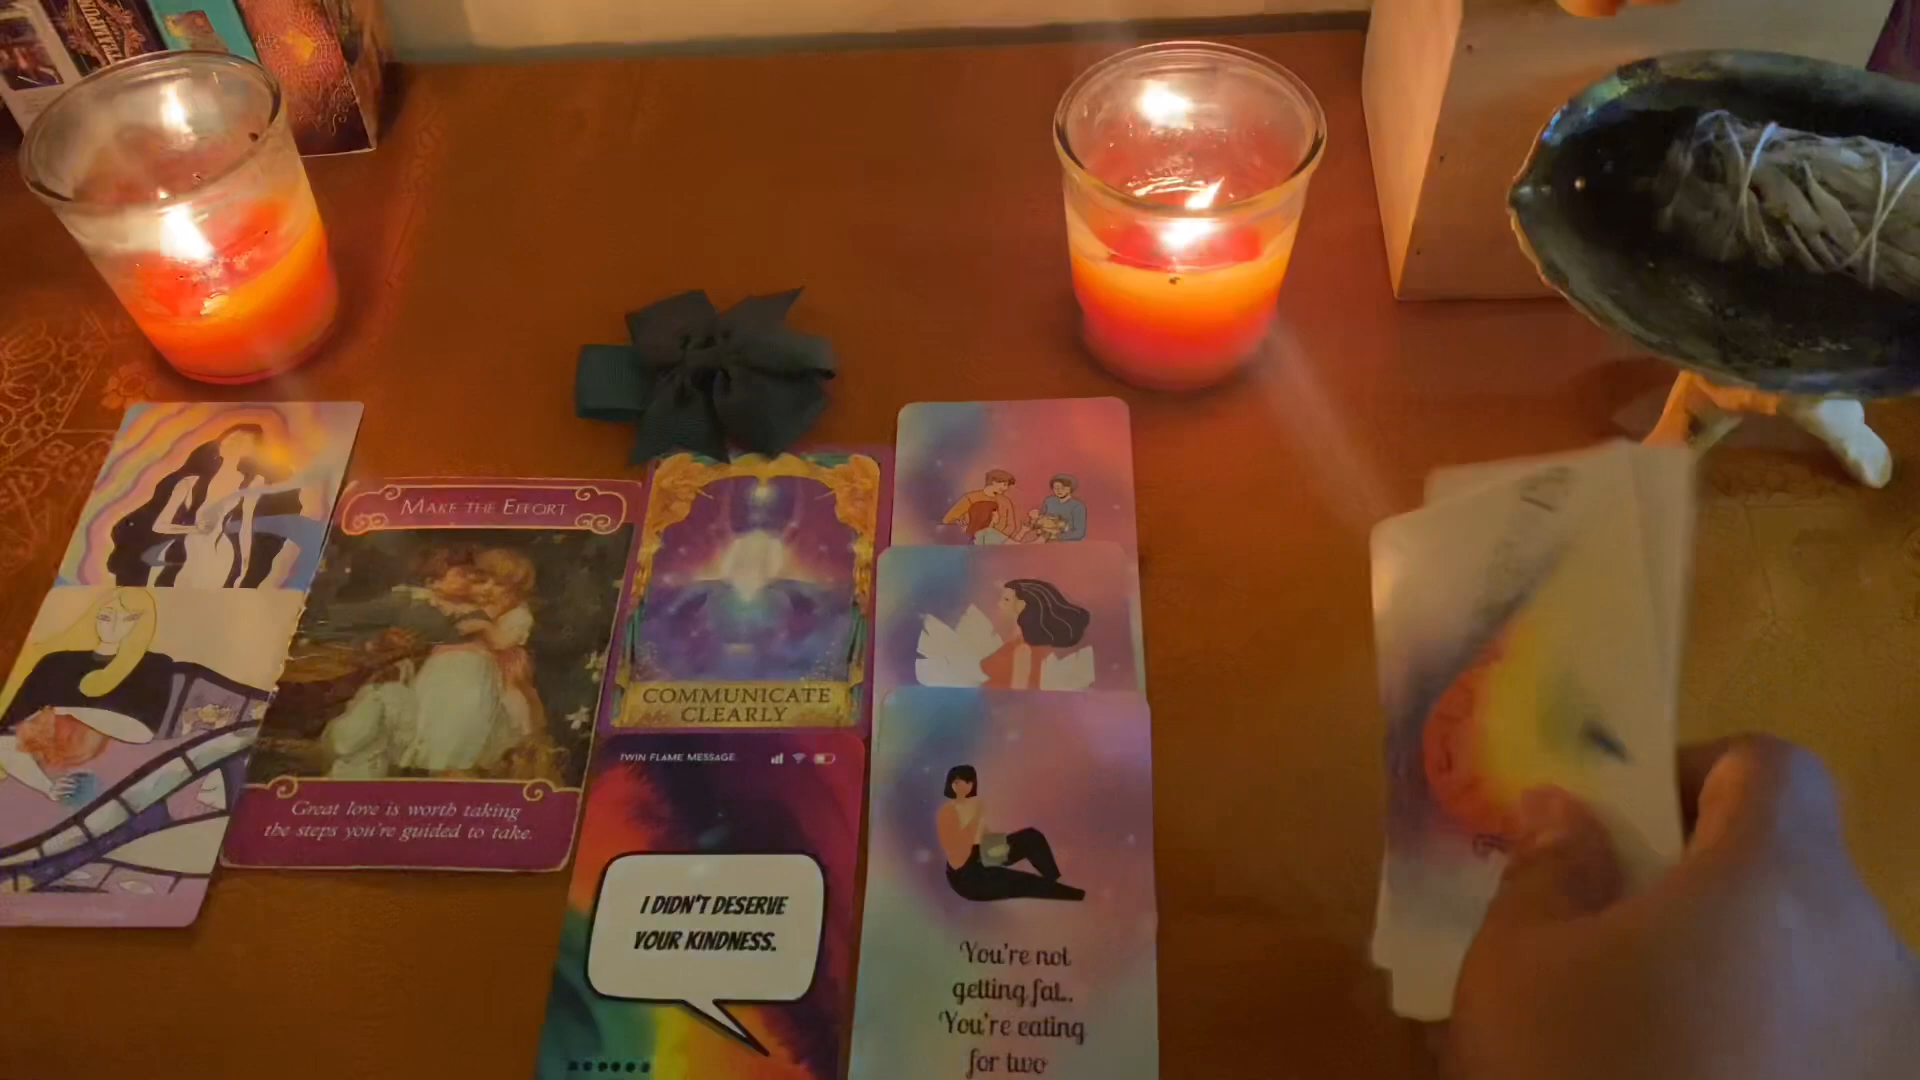 MAKE THE EFFORT
Great love is worth taking
the steps you're guided to take.
COMMUNICATE
CLEARLY
TWIN FLAME MESSAGE
I DIDN'T DESERVE
YOUR KINDNESS.
You're not
getting fat..
You're eating
for two